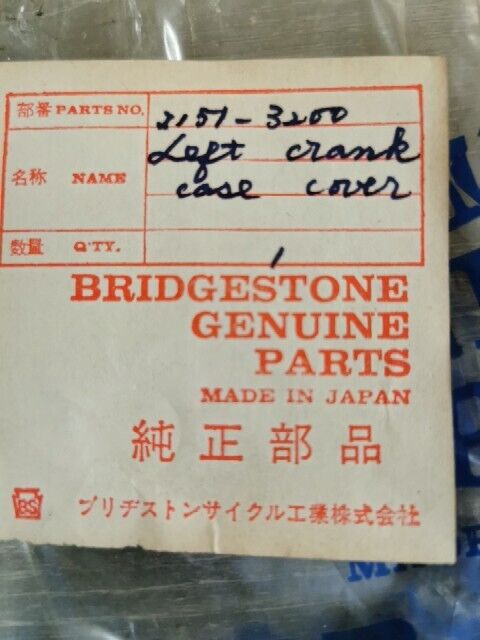 部番 PARTS NO. 2151-3200
名称 NAME Left crank
case cover
数量 Q'TY. 1
BRIDGESTONE
GENUINE
PARTS
MADE IN JAPAN
純正部品
BS ブリヂストンサイクル工業株式会社